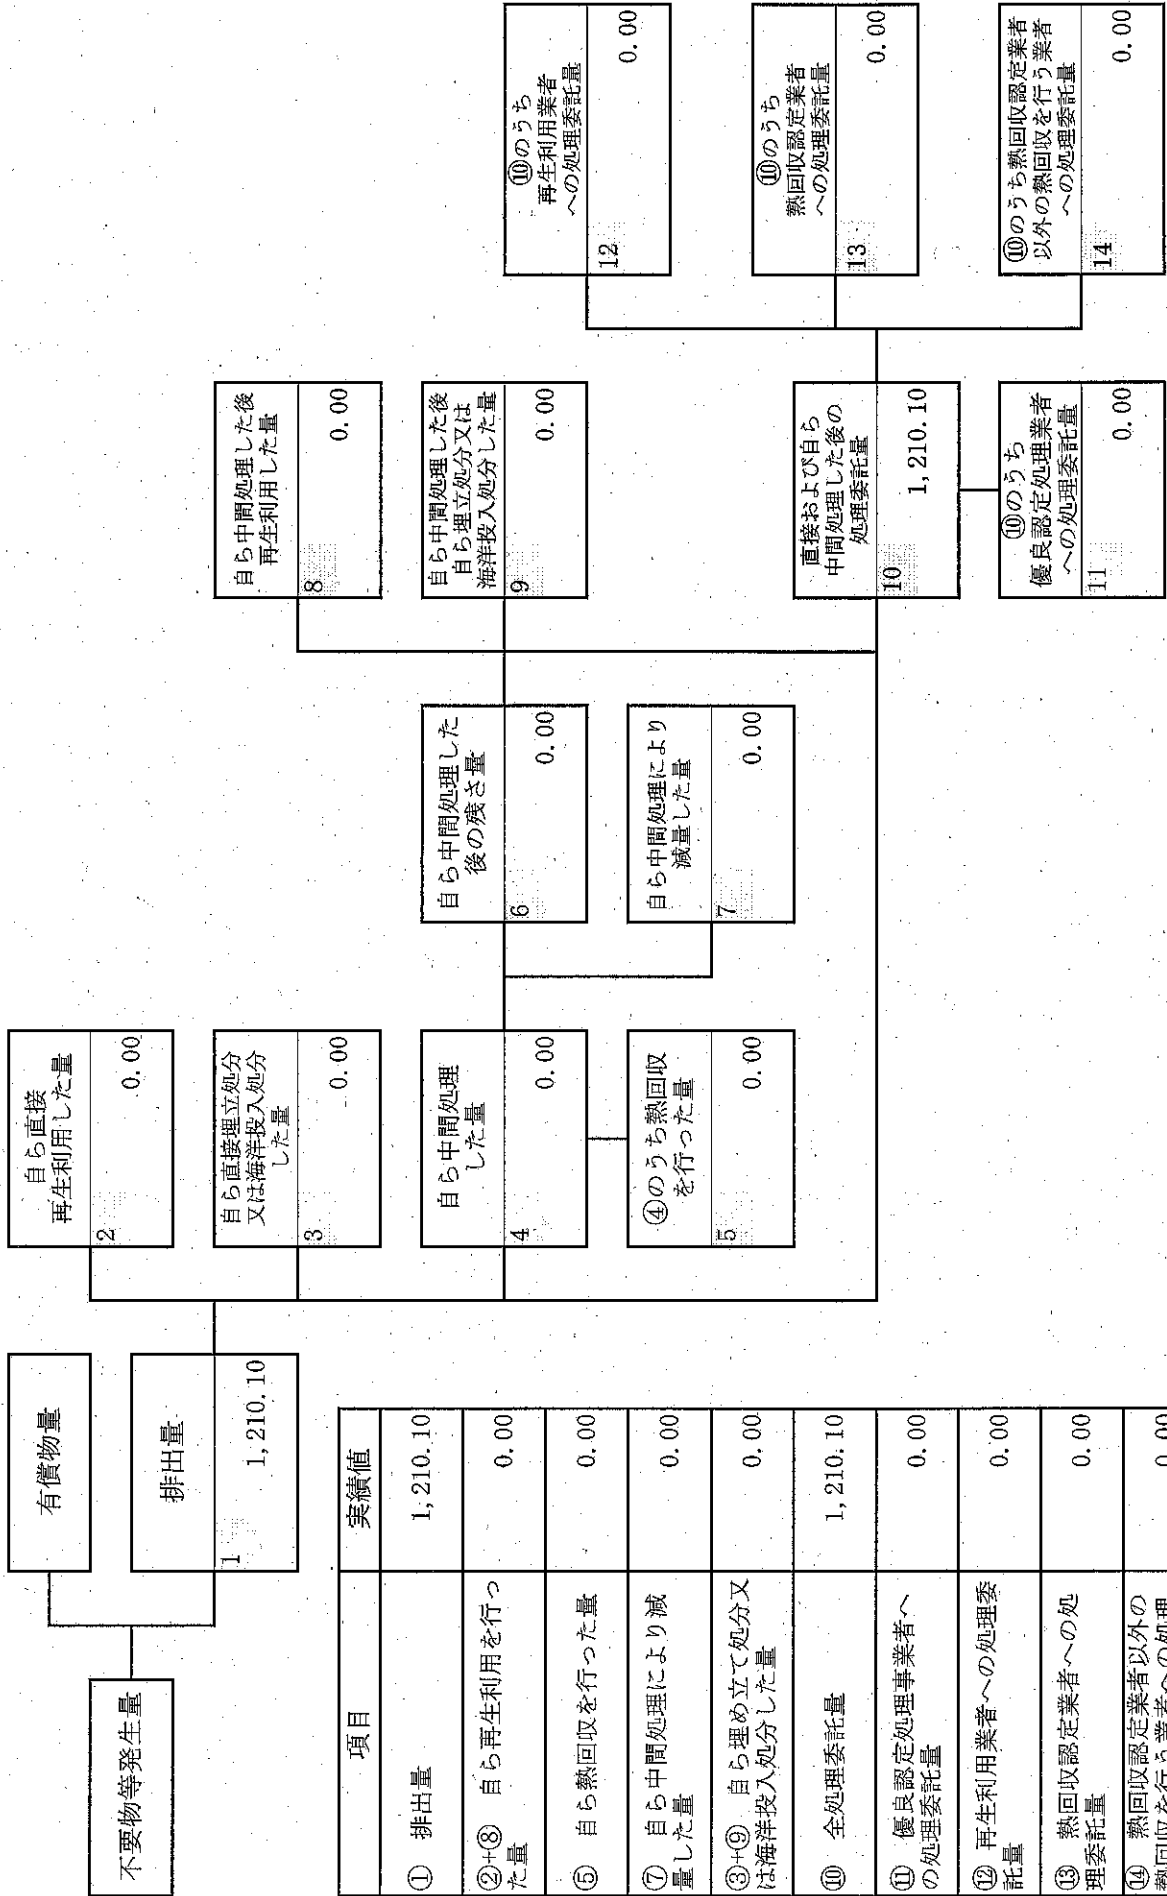 不要物等発生量
有償物量
排出量
1
1,210.10
自ら直接
再生利用した量
2
0.00
自ら直接埋立処分
又は海洋投入処分
した量
3
0.00
自ら中間処理
した量
4
0.00
④のうち熱回収
を行った量
5
0.00
自ら中間処理した
後の残さ量
6
0.00
自ら中間処理により
減量した量
7
0.00
自ら中間処理した後
再生利用した量
8
0.00
自ら中間処理した後
自ら埋立処分又は
海洋投入処分した量
9
0.00
直接および自ら
中間処理した後の
処理委託量
10
1,210.10
⑩のうち
優良認定処理業者
への処理委託量
11
0.00
⑩のうち
再生利用業者
への処理委託量
12
0.00
⑩のうち
熱回収認定業者
への処理委託量
13
0.00
⑩のうち熱回収認定業者
以外の熱回収を行う業者
への処理委託量
14
0.00
項目 実績値
① 排出量 1,210.10
②+⑧ 自ら再生利用を行っ
た量 0.00
⑤ 自ら熱回収を行った量 0.00
⑦ 自ら中間処理により減
量した量 0.00
③+⑨ 自ら埋め立て処分又
は海洋投入処分した量 0.00
⑩ 全処理委託量 1,210.10
⑪ 優良認定処理事業者へ
の処理委託量 0.00
⑫ 再生利用業者への処理委
託量 0.00
⑬ 熱回収認定業者への処
理委託量 0.00
⑭ 熱回収認定業者以外の
熱回収を行う業者への処理 0.00